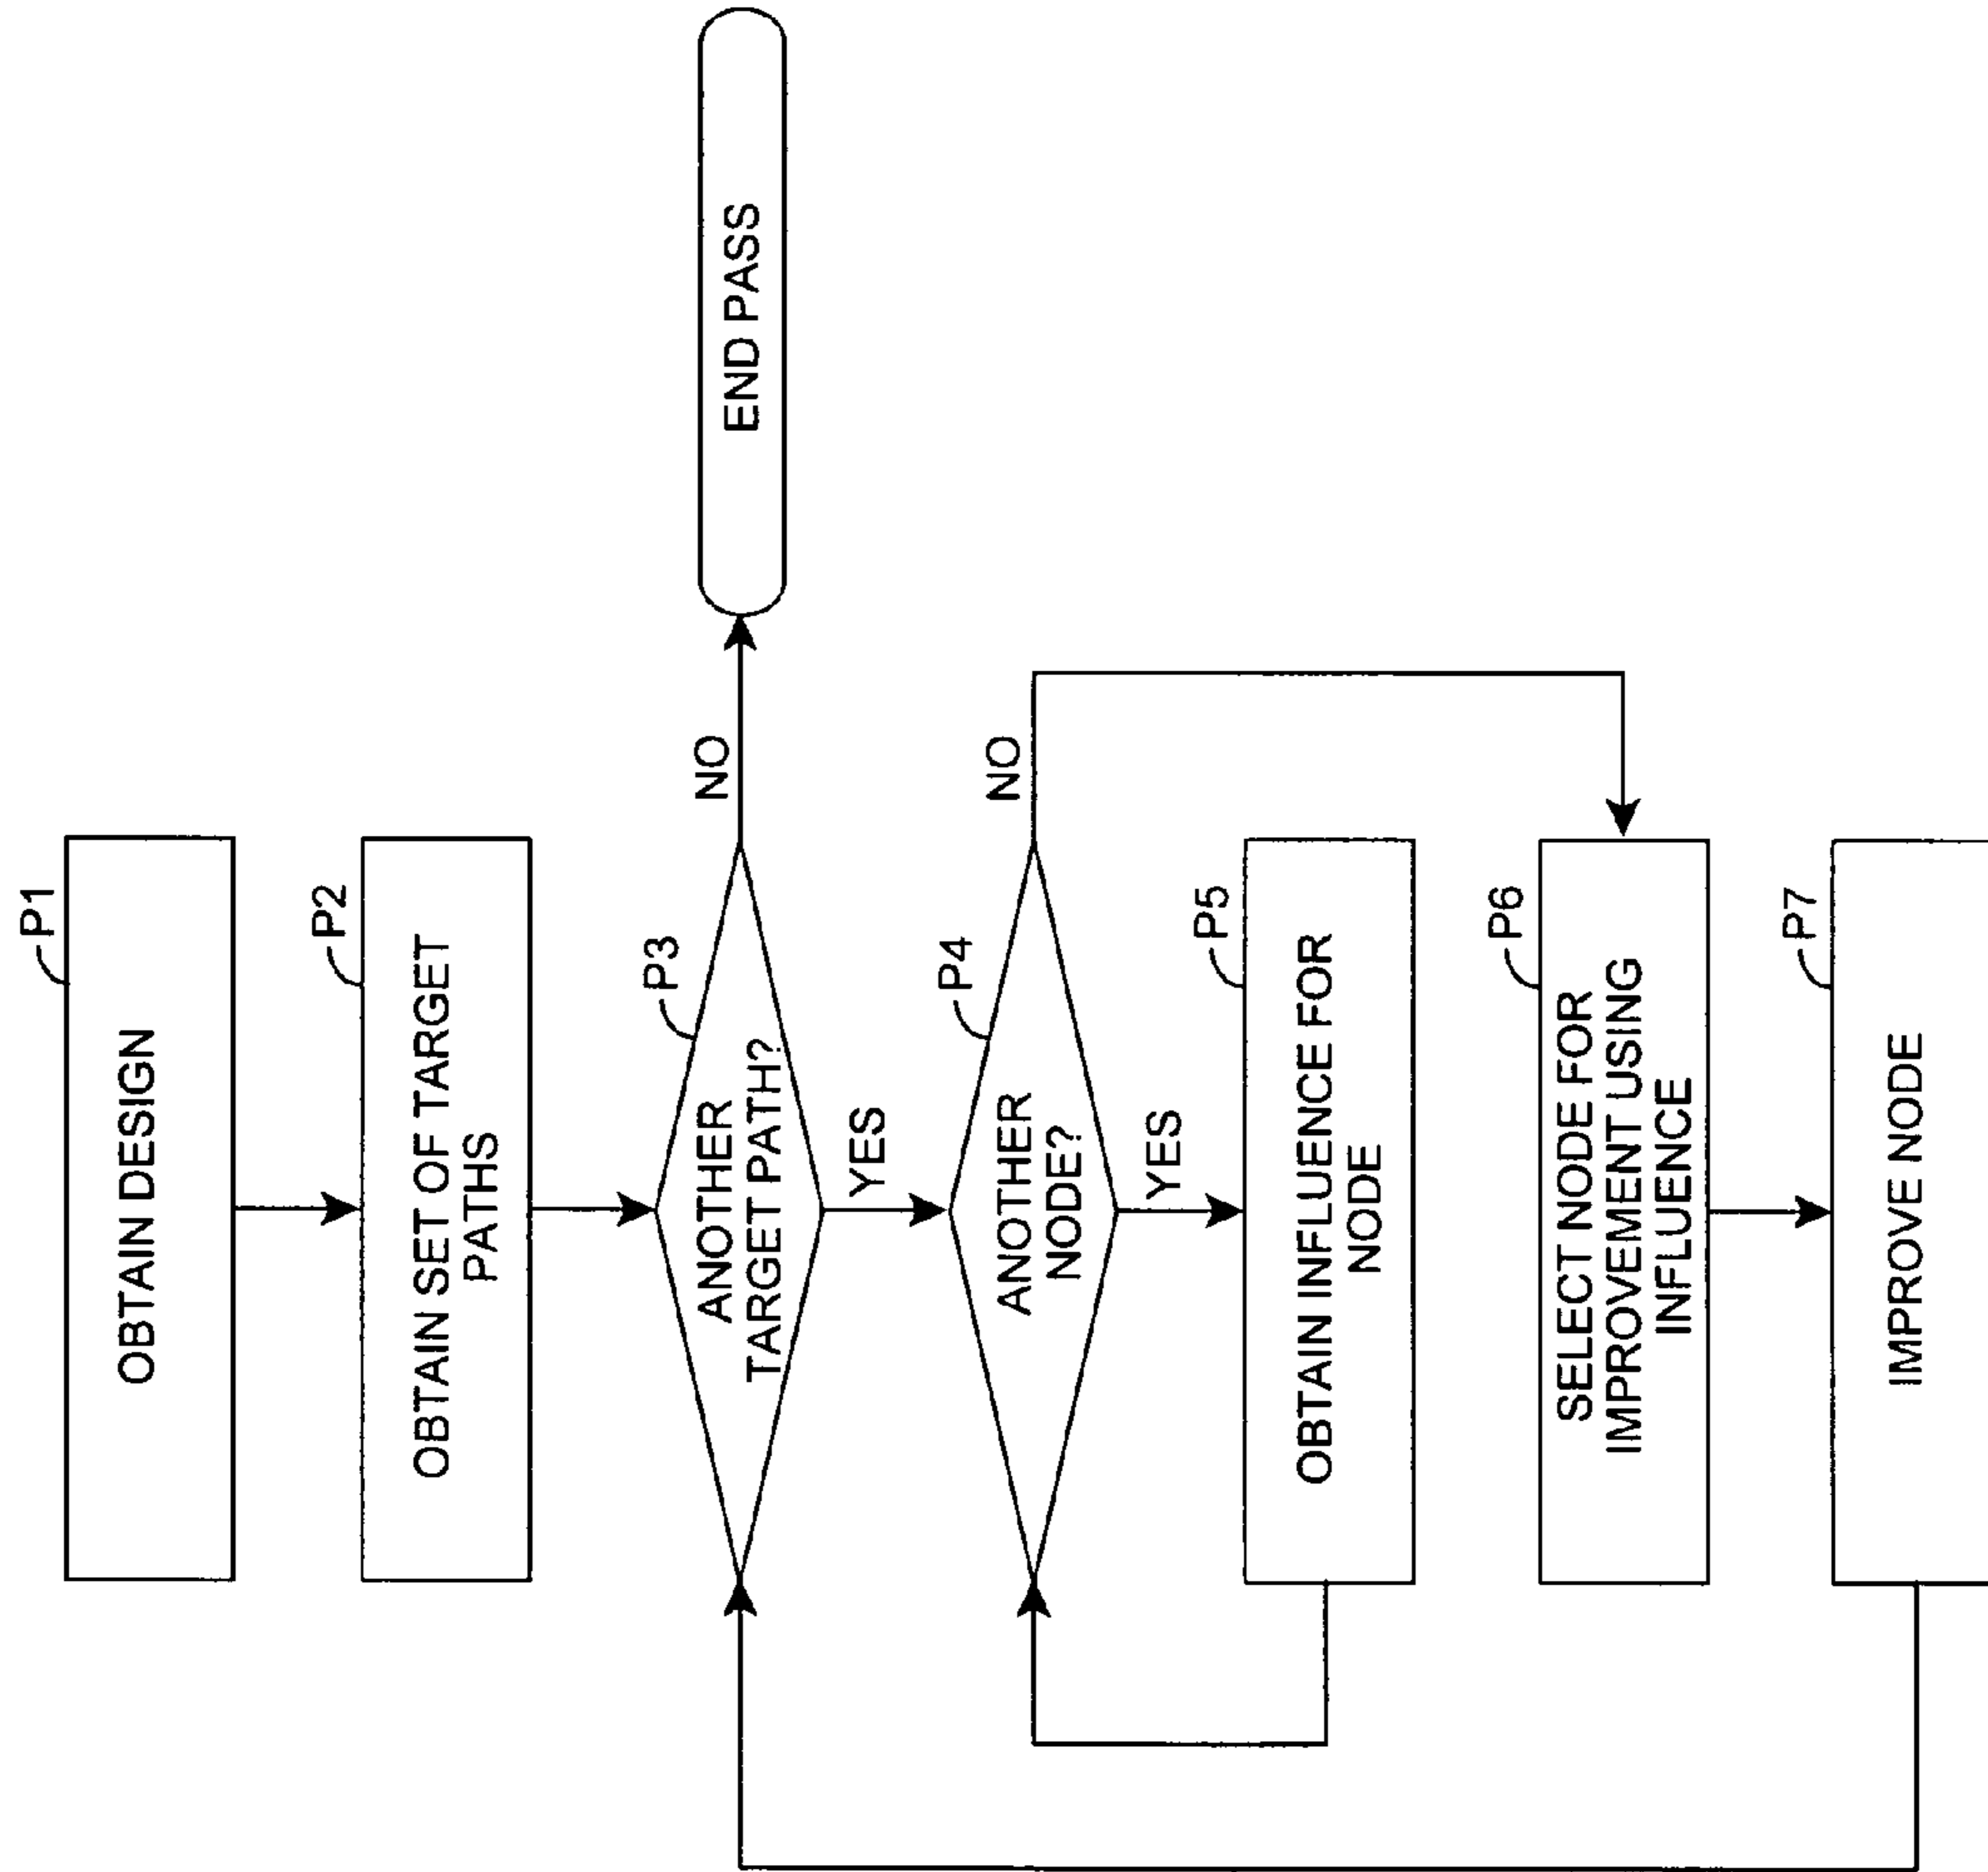 P1
OBTAIN DESIGN
P2
OBTAIN SET OF TARGET
PATHS
P3
ANOTHER
TARGET PATH?
NO
END PASS
YES
P4
ANOTHER
NODE?
NO
YES
P5
OBTAIN INFLUENCE FOR
NODE
P6
SELECT NODE FOR
IMPROVEMENT USING
INFLUENCE
P7
IMPROVE NODE